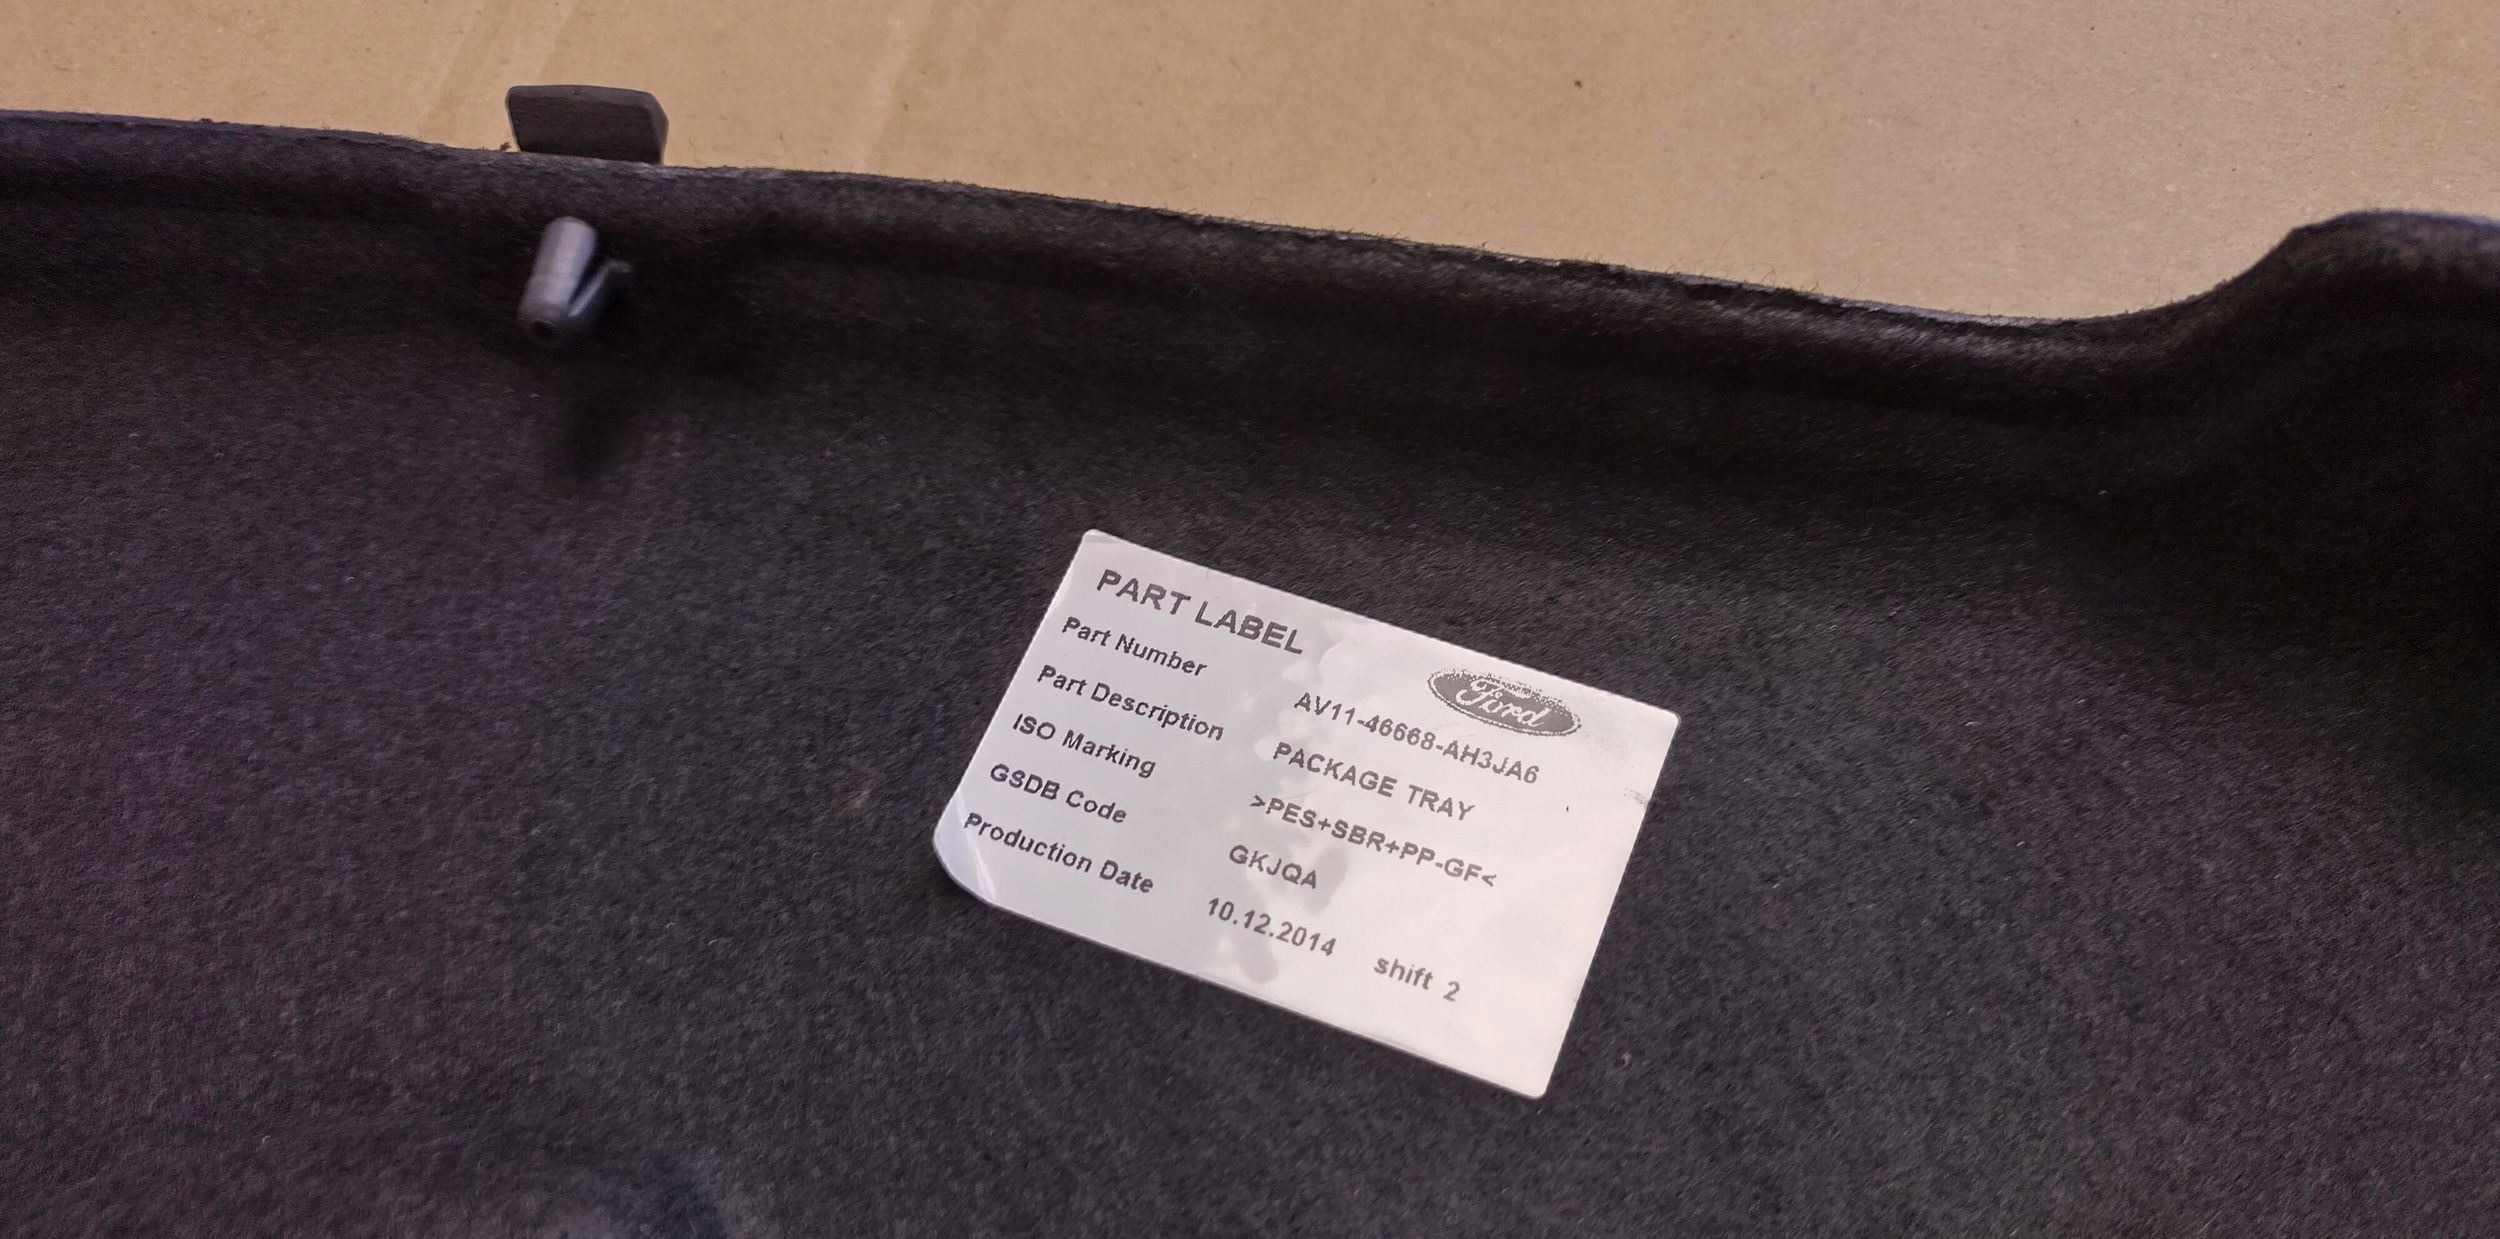 PART LABEL
Ford
Part Number AV11-46668-AH3JA6
Part Description PACKAGE TRAY
ISO Marking >PES+SBR+PP-GF<
GSDB Code GKJQA
Production Date 10.12.2014 shift 2